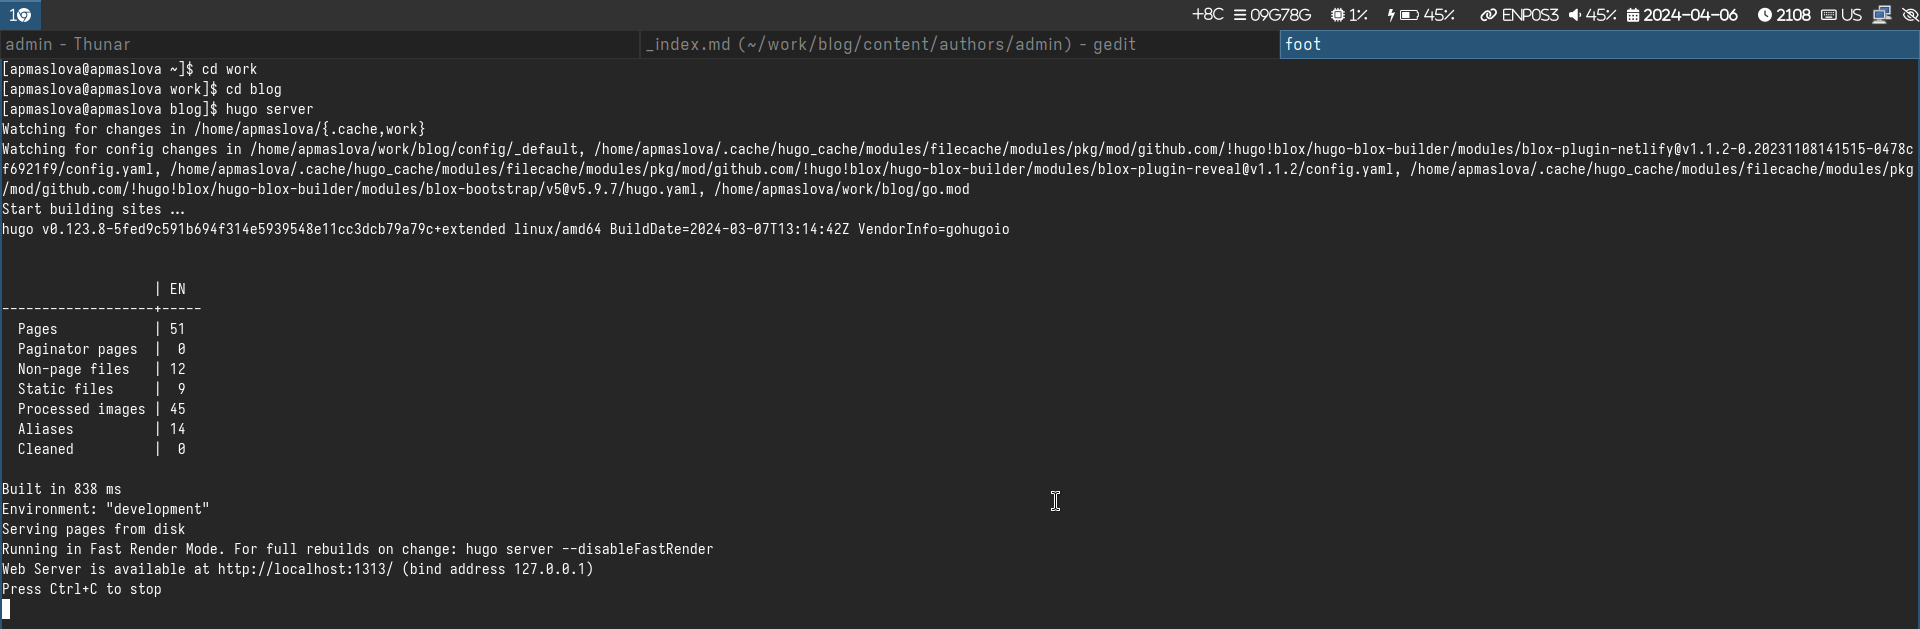 1
+8C 09G78G 1% 45% ENP0S3 45% 2024-04-06 2108 US
admin - Thunar
_index.md (~/work/blog/content/authors/admin) - gedit
foot
[apmaslova@apmaslova ~]$ cd work
[apmaslova@apmaslova work]$ cd blog
[apmaslova@apmaslova blog]$ hugo server
Watching for changes in /home/apmaslova/{.cache,work}
Watching for config changes in /home/apmaslova/work/blog/config/_default, /home/apmaslova/.cache/hugo_cache/modules/filecache/modules/pkg/mod/github.com/!hugo!blox/hugo-blox-builder/modules/blox-plugin-netlify@v1.1.2-0.20231108141515-0478c
f6921f9/config.yaml, /home/apmaslova/.cache/hugo_cache/modules/filecache/modules/pkg/mod/github.com/!hugo!blox/hugo-blox-builder/modules/blox-plugin-reveal@v1.1.2/config.yaml, /home/apmaslova/.cache/hugo_cache/modules/filecache/modules/pkg
/mod/github.com/!hugo!blox/hugo-blox-builder/modules/blox-bootstrap/v5@v5.9.7/hugo.yaml, /home/apmaslova/work/blog/go.mod
Start building sites …
hugo v0.123.8-5fed9c591b694f314e5939548e11cc3dcb79a79c+extended linux/amd64 BuildDate=2024-03-07T13:14:42Z VendorInfo=gohugoio
| EN
-------------------+-----
Pages | 51
Paginator pages | 0
Non-page files | 12
Static files | 9
Processed images | 45
Aliases | 14
Cleaned | 0
Built in 838 ms
Environment: "development"
Serving pages from disk
Running in Fast Render Mode. For full rebuilds on change: hugo server --disableFastRender
Web Server is available at http://localhost:1313/ (bind address 127.0.0.1)
Press Ctrl+C to stop